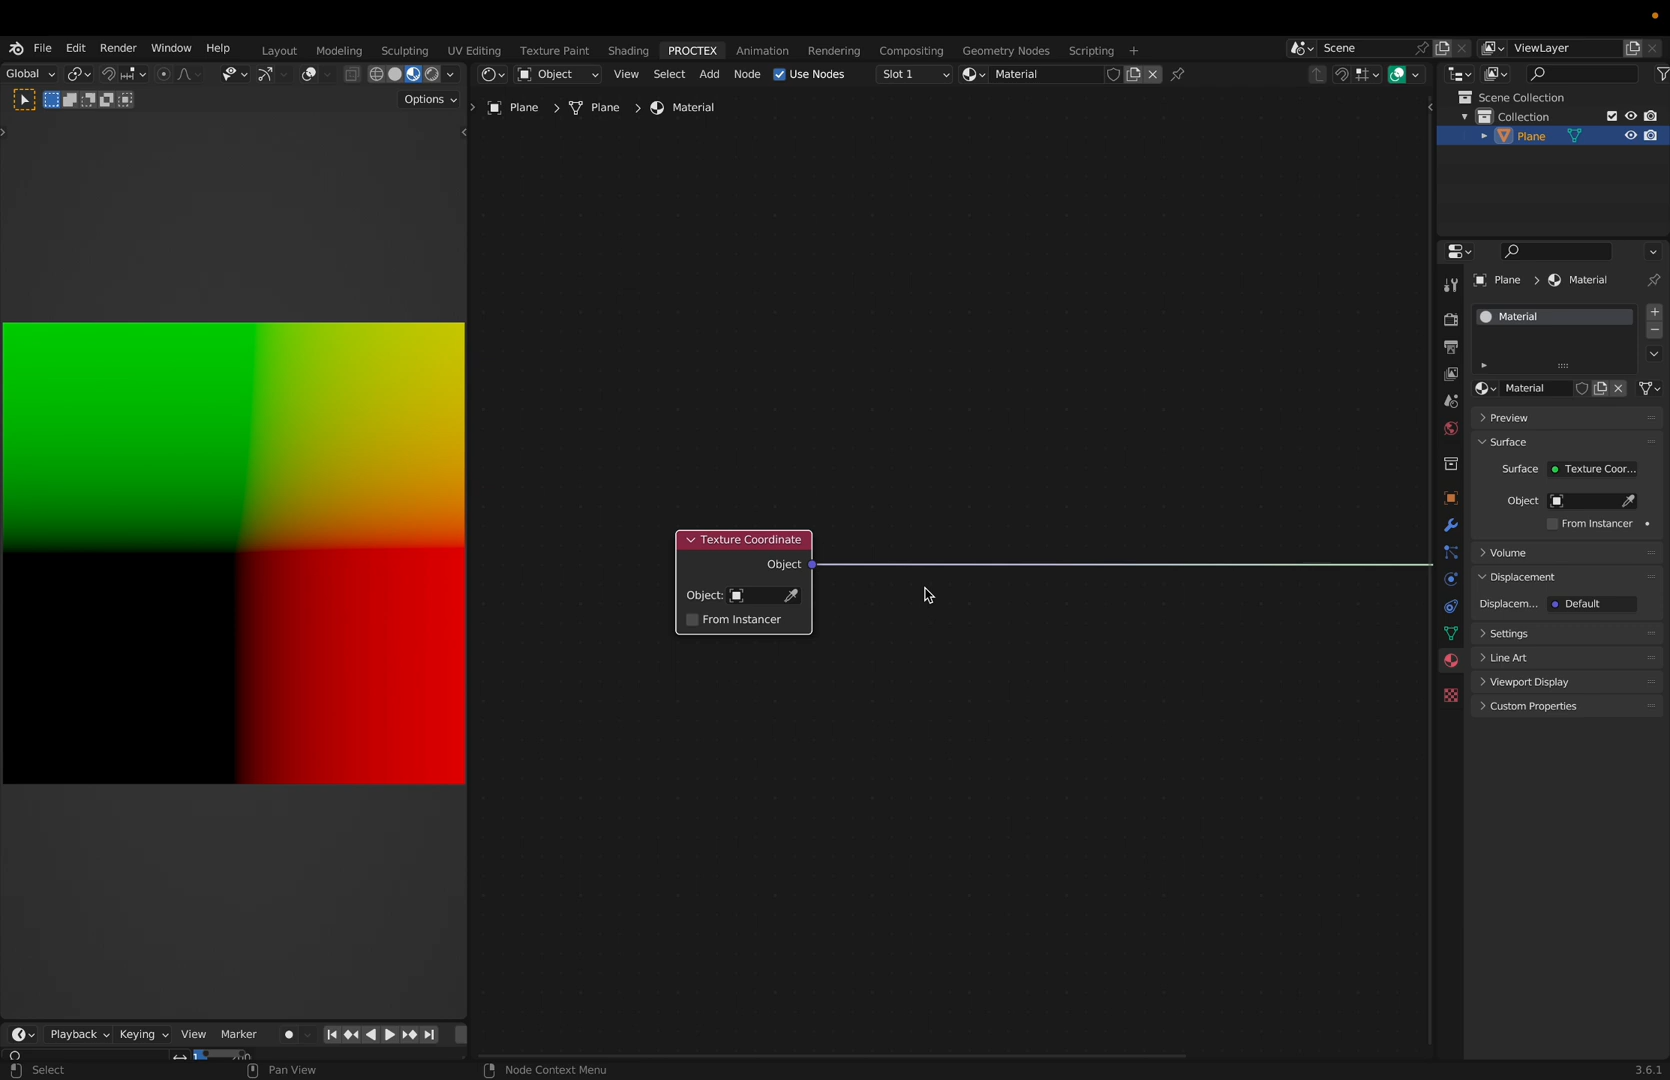 File Edit Render Window Help Layout Modeling Sculpting UV Editing Texture Paint Shading PROCTEX Animation Rendering Compositing Geometry Nodes Scripting + Scene ViewLayer
Global Object View Select Add Node Use Nodes Slot 1 Material
Options
Plane > Plane > Material
Scene Collection
Collection
Plane
Plane > Material
Material
Material
Preview
Surface
Surface Texture Coor...
Object
From Instancer
Volume
Displacement
Displacem... Default
Settings
Line Art
Viewport Display
Custom Properties
Texture Coordinate
Object
Object:
From Instancer
Playback Keying View Marker
1
Select Pan View Node Context Menu 3.6.1